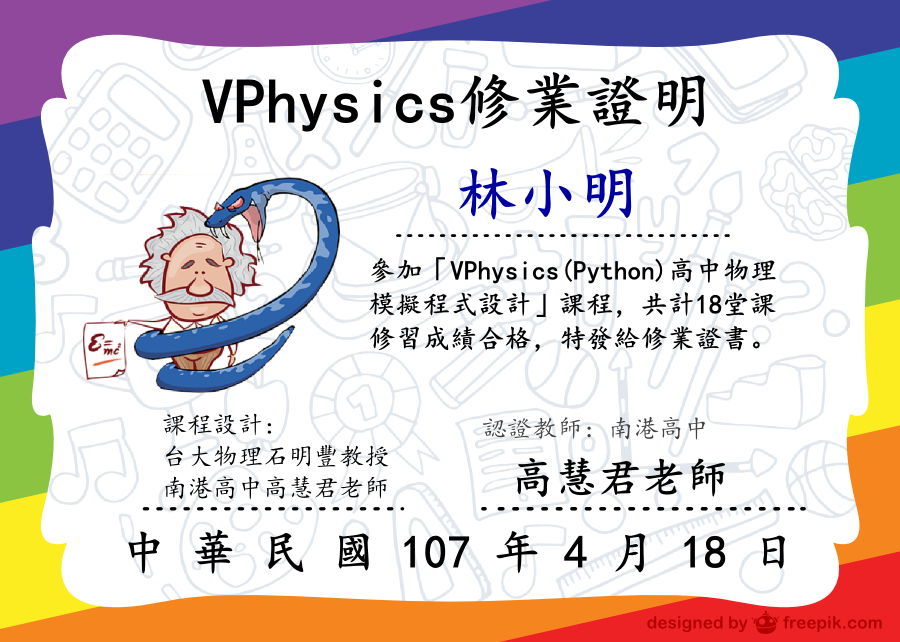 VPhysics修業證明
林小明
參加「VPhysics(Python)高中物理
模擬程式設計」課程，共計18堂課
修習成績合格，特發給修業證書。
E=
mc²
課程設計：
台大物理石明豐教授
南港高中高慧君老師
認證教師：南港高中
高慧君老師
中 華 民 國 107 年 4 月 18 日
designed by freepik.com